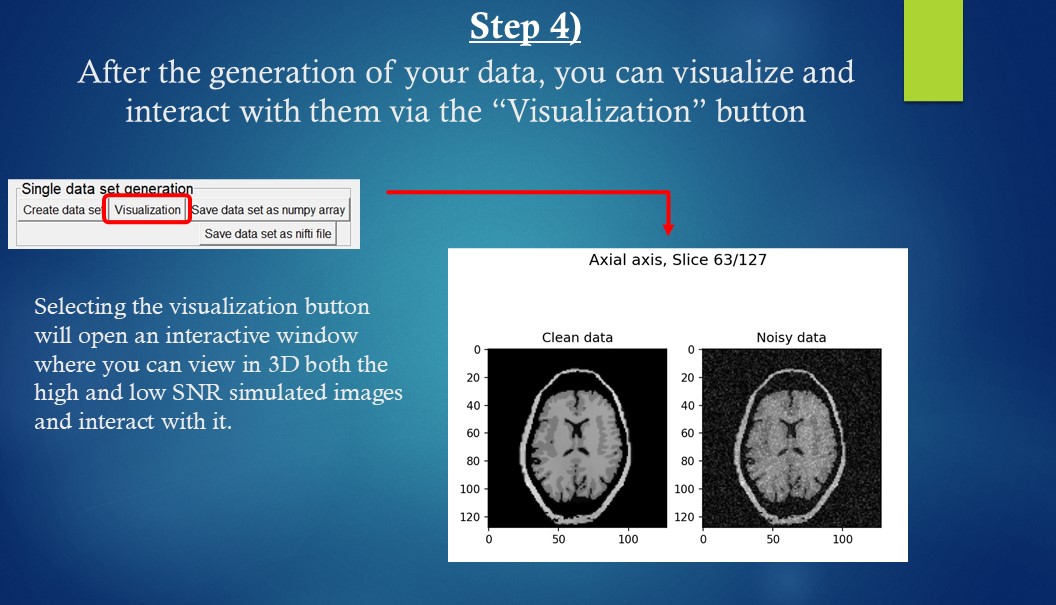 Step 4)
After the generation of your data, you can visualize and
interact with them via the “Visualization” button
Single data set generation
Create data se Visualization Save data set as numpy array
Save data set as nifti file
Selecting the visualization button
will open an interactive window
where you can view in 3D both the
high and low SNR simulated images
and interact with it.
Axial axis, Slice 63/127
Clean data
Noisy data
0
20
40
60
80
100
120
0 50 100
0
20
40
60
80
100
120
0 50 100